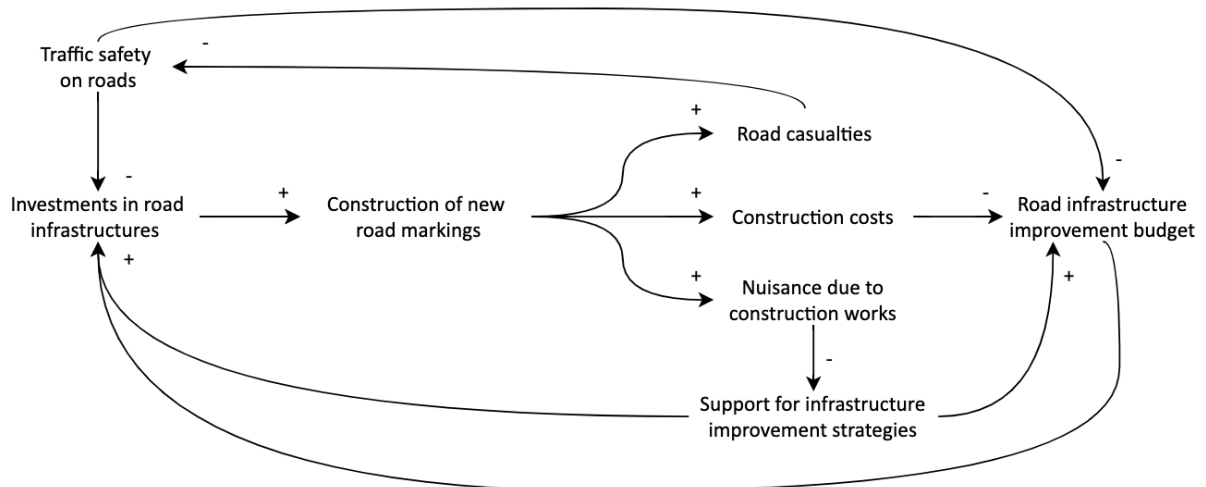 Traffic safety
on roads
-
-
Investments in road
infrastructures
+
+
Construction of new
road markings
+
Road casualties
+
Construction costs
+
Nuisance due to
construction works
-
Support for infrastructure
improvement strategies
-
-
Road infrastructure
improvement budget
+